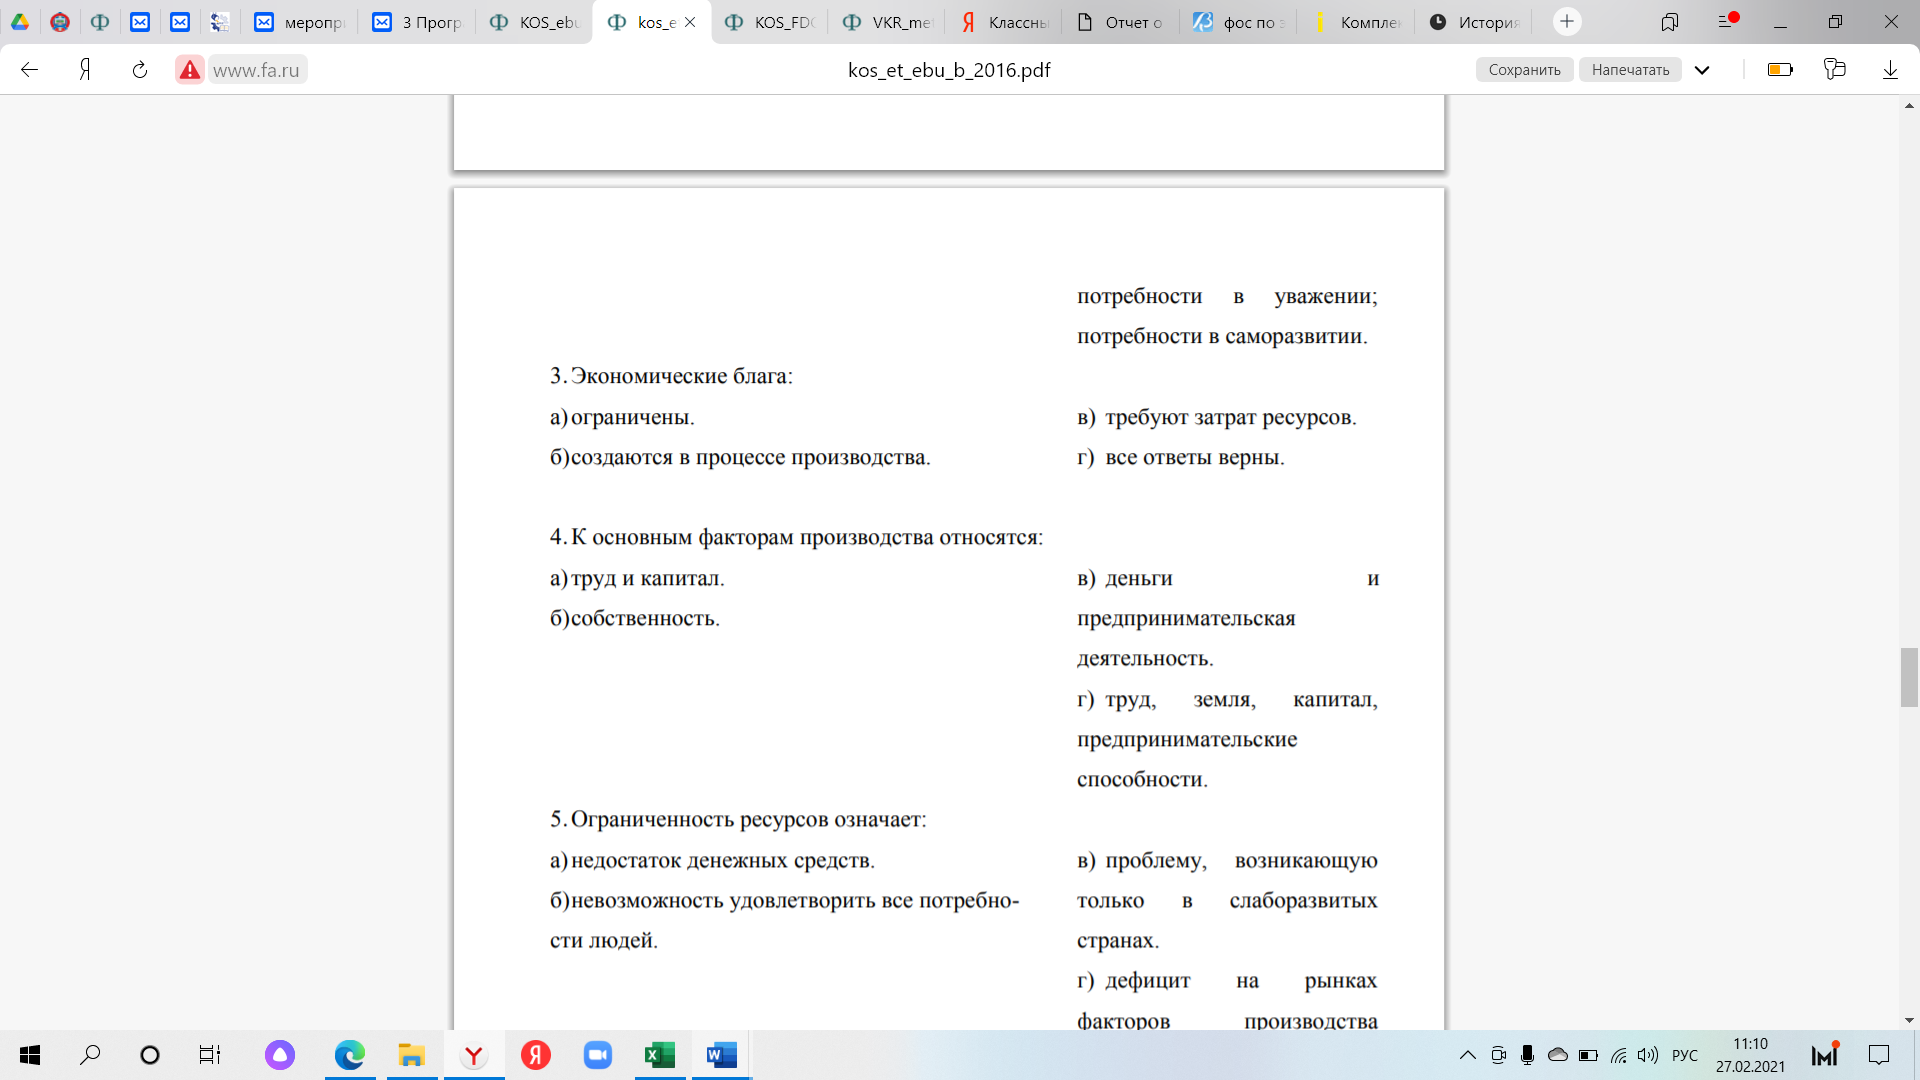 меропр
3 Прогр
KOS_ebu
kos_e
KOS_FDO
VKR_me
Классны
Отчет о
фос по э
Комплек
История
www.fa.ru
kos_et_ebu_b_2016.pdf
Сохранить
Напечатать
потребности в уважении;
потребности в саморазвитии.
3. Экономические блага:
а) ограничены.
б) создаются в процессе производства.
в) требуют затрат ресурсов.
г) все ответы верны.
4. К основным факторам производства относятся:
а) труд и капитал.
б) собственность.
в) деньги и
предпринимательская
деятельность.
г) труд, земля, капитал,
предпринимательские
способности.
5. Ограниченность ресурсов означает:
а) недостаток денежных средств.
б) невозможность удовлетворить все потребно-
сти людей.
в) проблему, возникающую
только в слаборазвитых
странах.
г) дефицит на рынках
факторов производства
РУС
11:10
27.02.2021